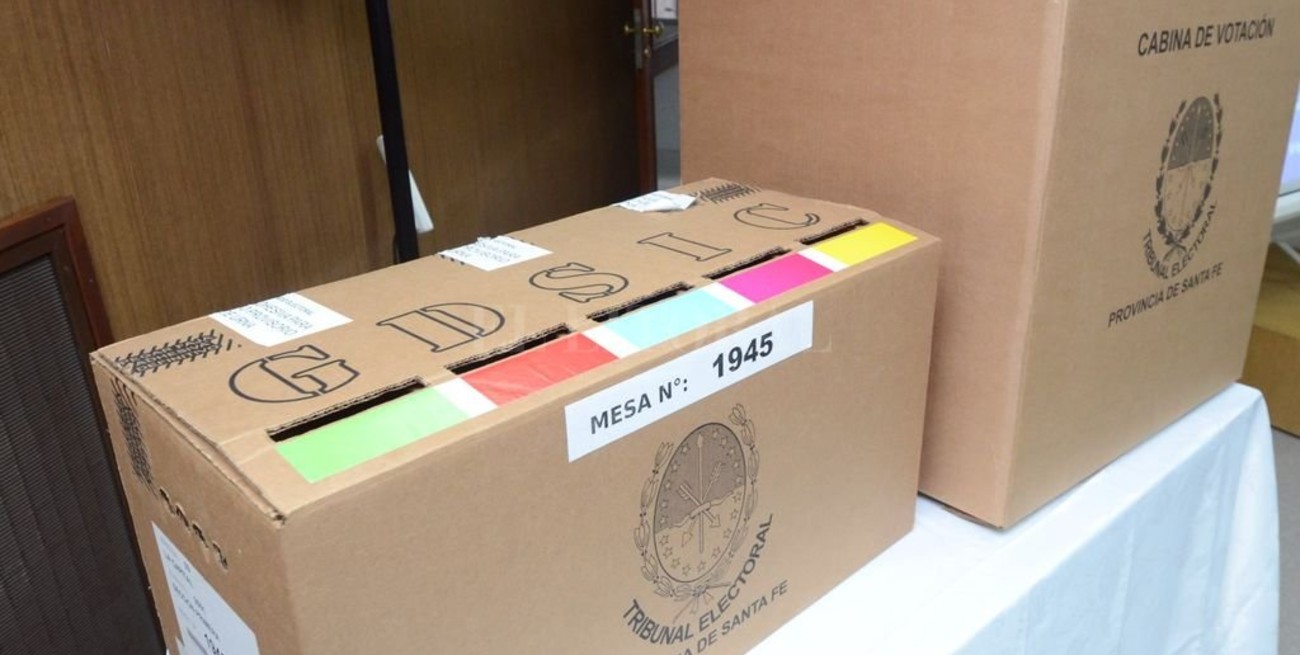 CABINA DE VOTACIÓN
TRIBUNAL ELECTORAL
PROVINCIA DE SANTA FE
G D S I C
MESA N°: 1945
TRIBUNAL ELECTORAL
DE SANTA FE